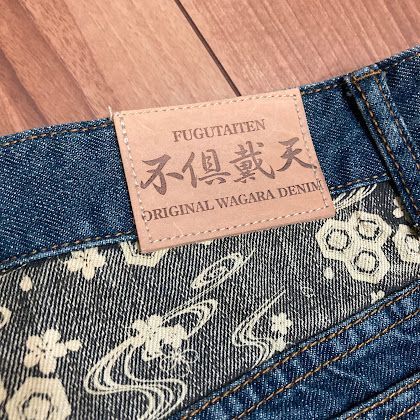 FUGUTAITEN
不倶戴天
ORIGINAL WAGARA DENIM